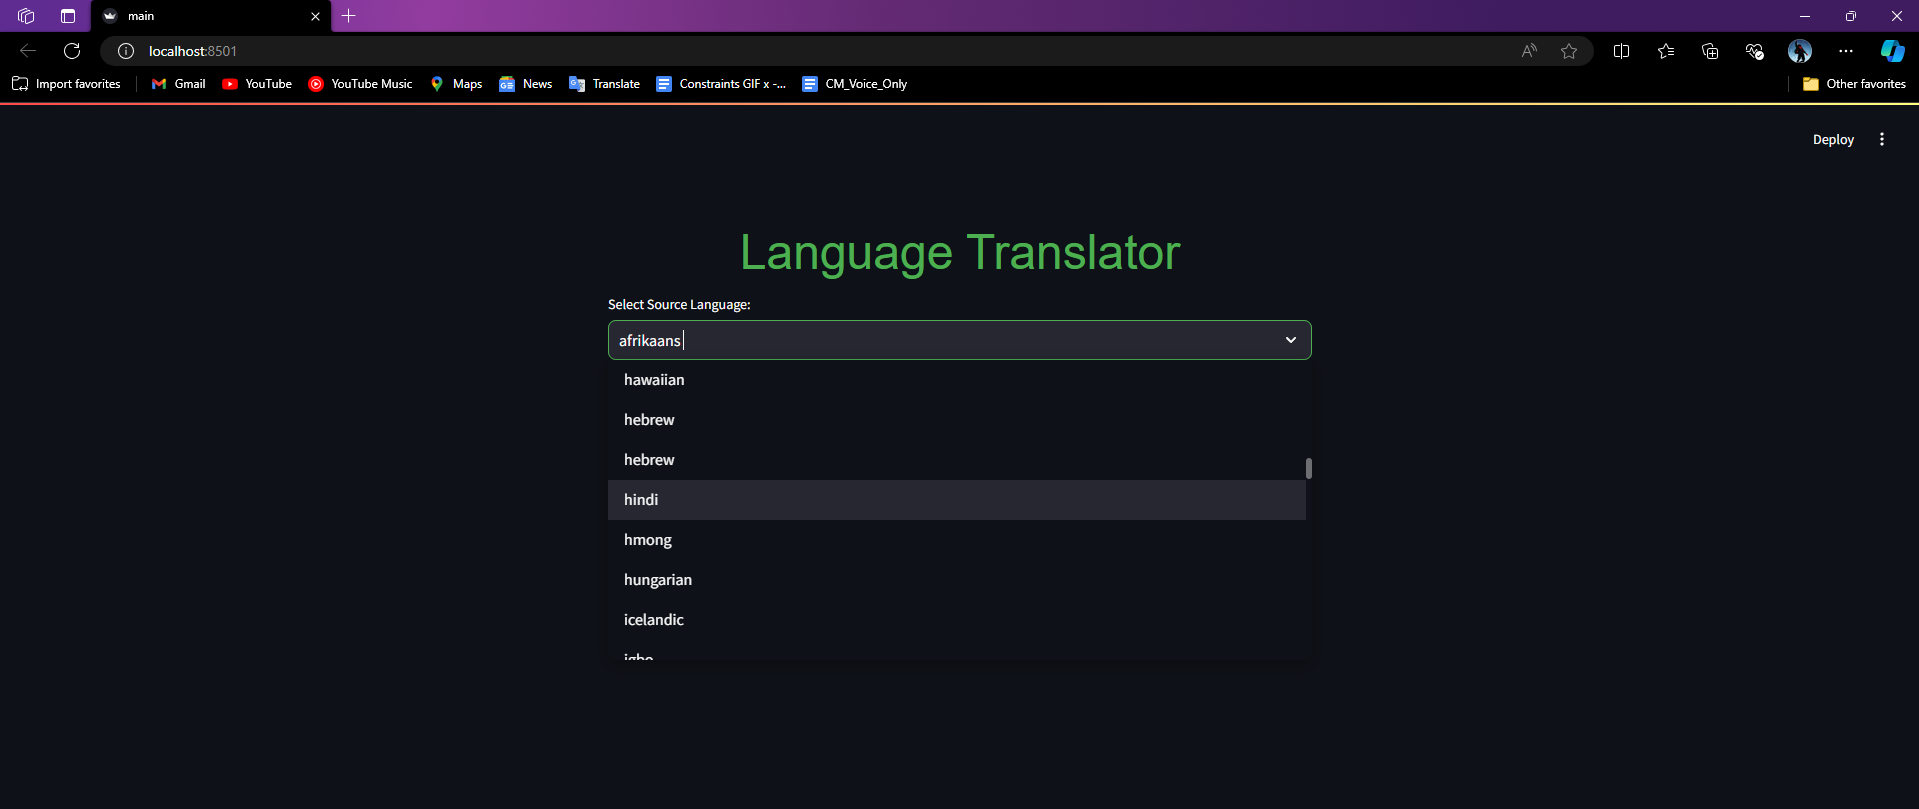 main
localhost:8501
Import favorites Gmail YouTube YouTube Music Maps News Translate Constraints GIF x -... CM_Voice_Only Other favorites
Deploy
Language Translator
Select Source Language:
afrikaans
hawaiian
hebrew
hebrew
hindi
hmong
hungarian
icelandic
igbo